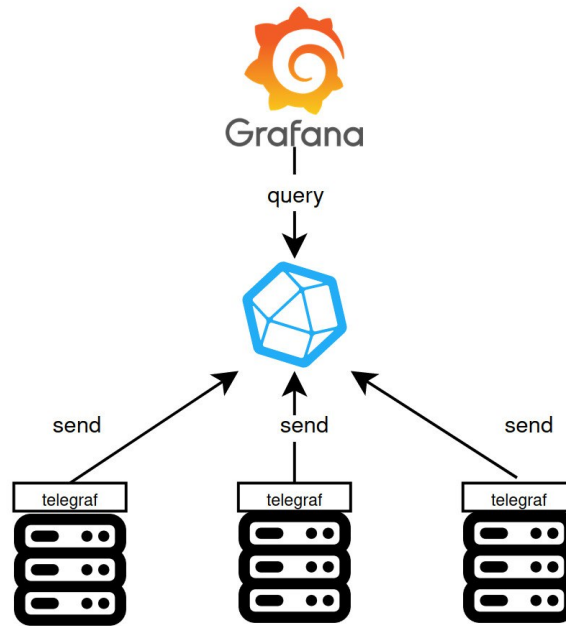 Grafana
query
send
send
send
telegraf
telegraf
telegraf